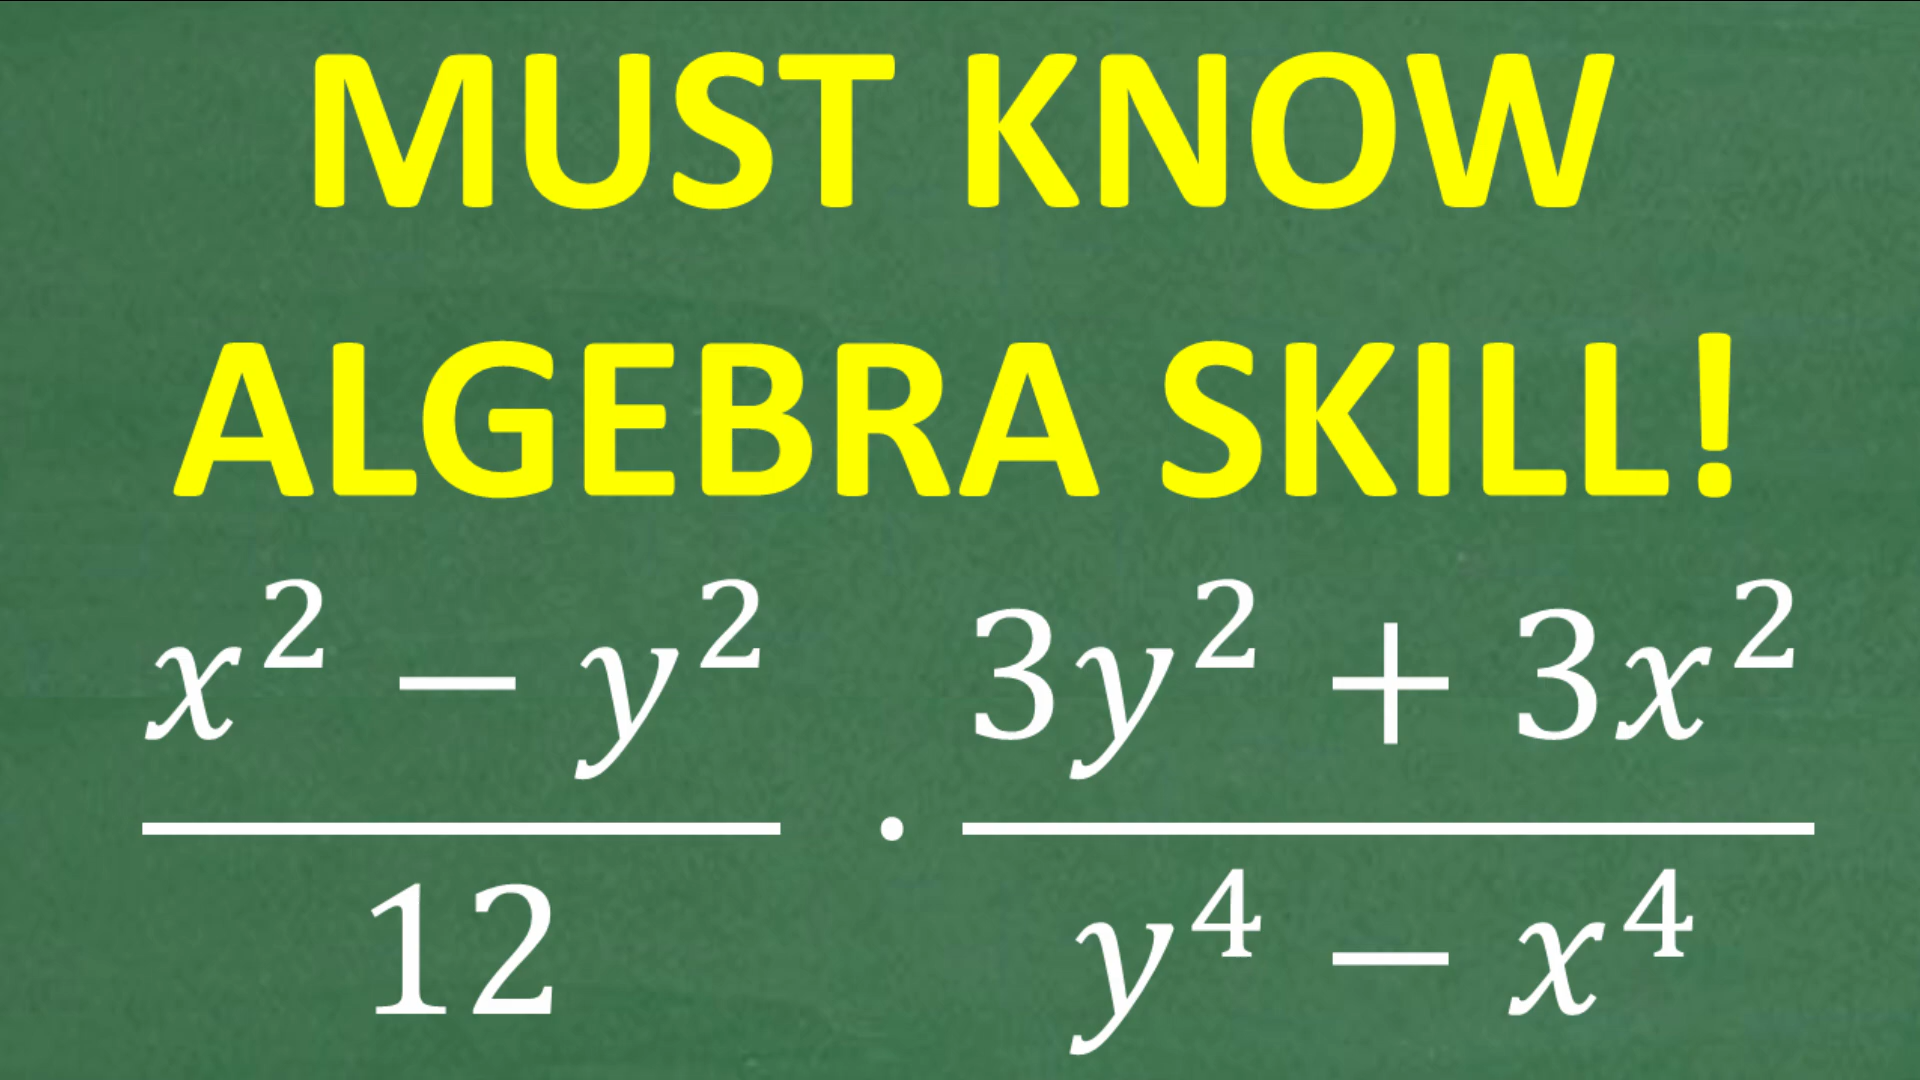 MUST KNOW
ALGEBRA SKILL!
x² − y² 3y² + 3x²
·
12 y⁴ − x⁴